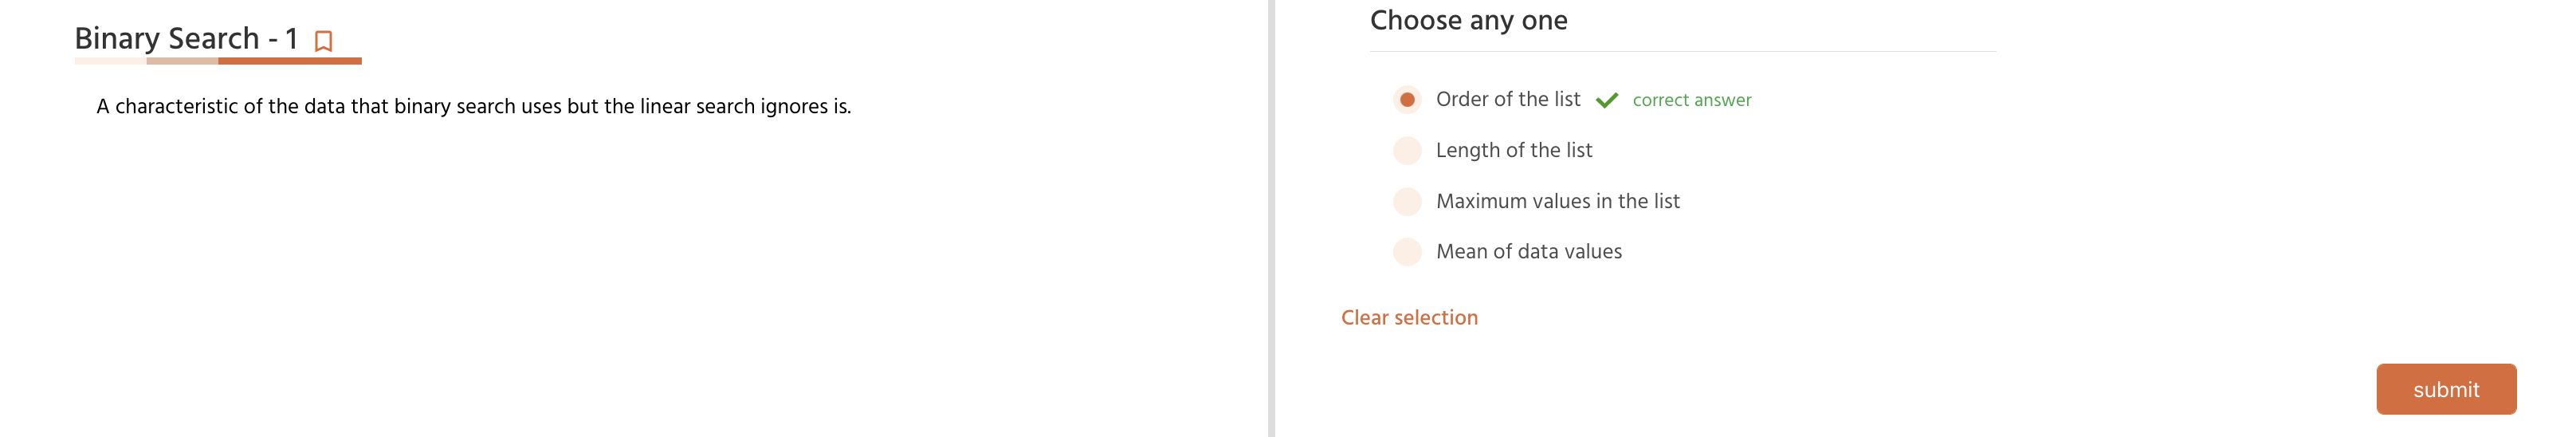 Binary Search - 1
A characteristic of the data that binary search uses but the linear search ignores is.
Choose any one
Order of the list correct answer
Length of the list
Maximum values in the list
Mean of data values
Clear selection
submit